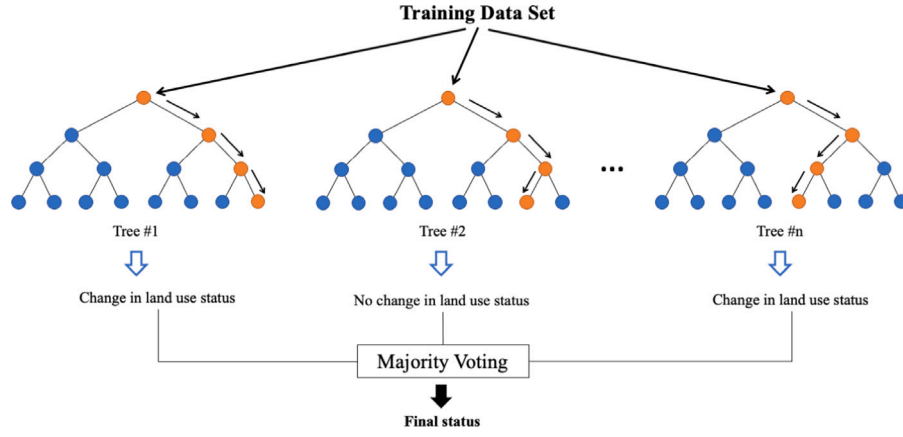 Training Data Set
...
Tree #1
Tree #2
Tree #n
Change in land use status
No change in land use status
Change in land use status
Majority Voting
Final status